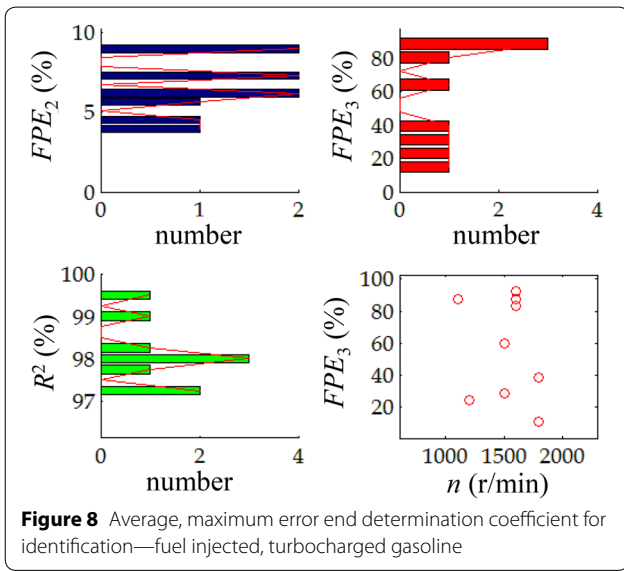 10
5
0
FPE2 (%)
0 1 2
number
80
60
40
20
0
FPE3 (%)
0 2 4
number
100
99
98
97
R2 (%)
0 2 4
number
100
80
60
40
20
FPE3 (%)
1000 1500 2000
n (r/min)
Figure 8 Average, maximum error end determination coefficient for
identification—fuel injected, turbocharged gasoline